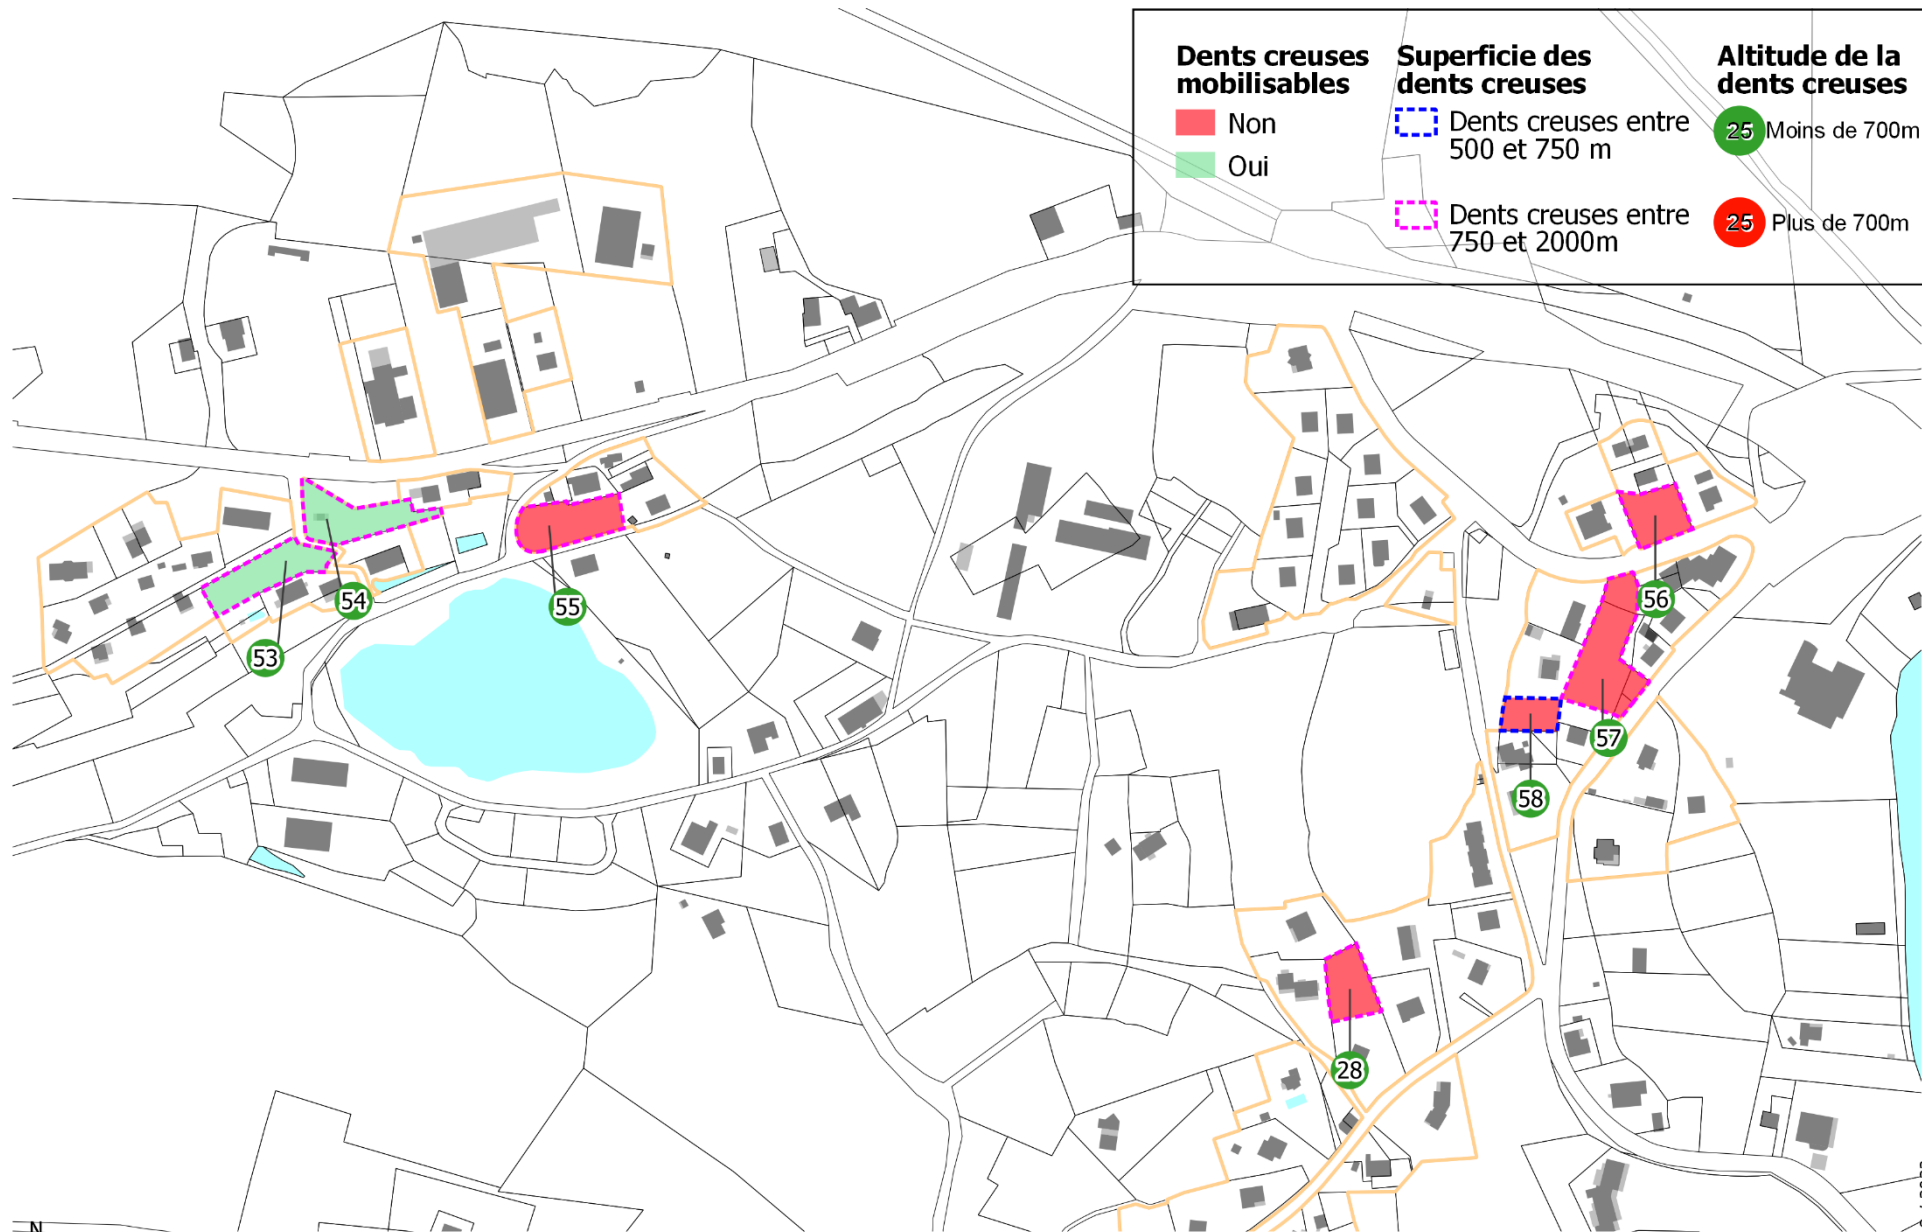 Dents creuses
mobilisables
Non
Oui
Superficie des
dents creuses
Dents creuses entre
500 et 750 m
Dents creuses entre
750 et 2000m
Altitude de la
dents creuses
25 Moins de 700m
25 Plus de 700m
54
55
56
53
57
58
28
N